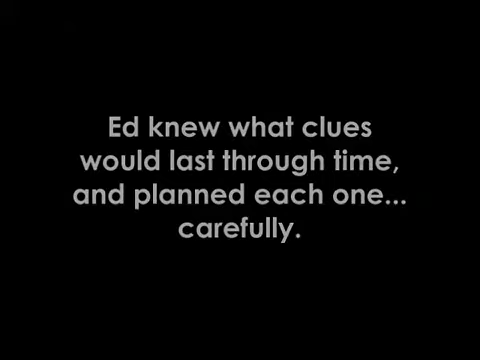 Ed knew what clues
would last through time,
and planned each one...
carefully.